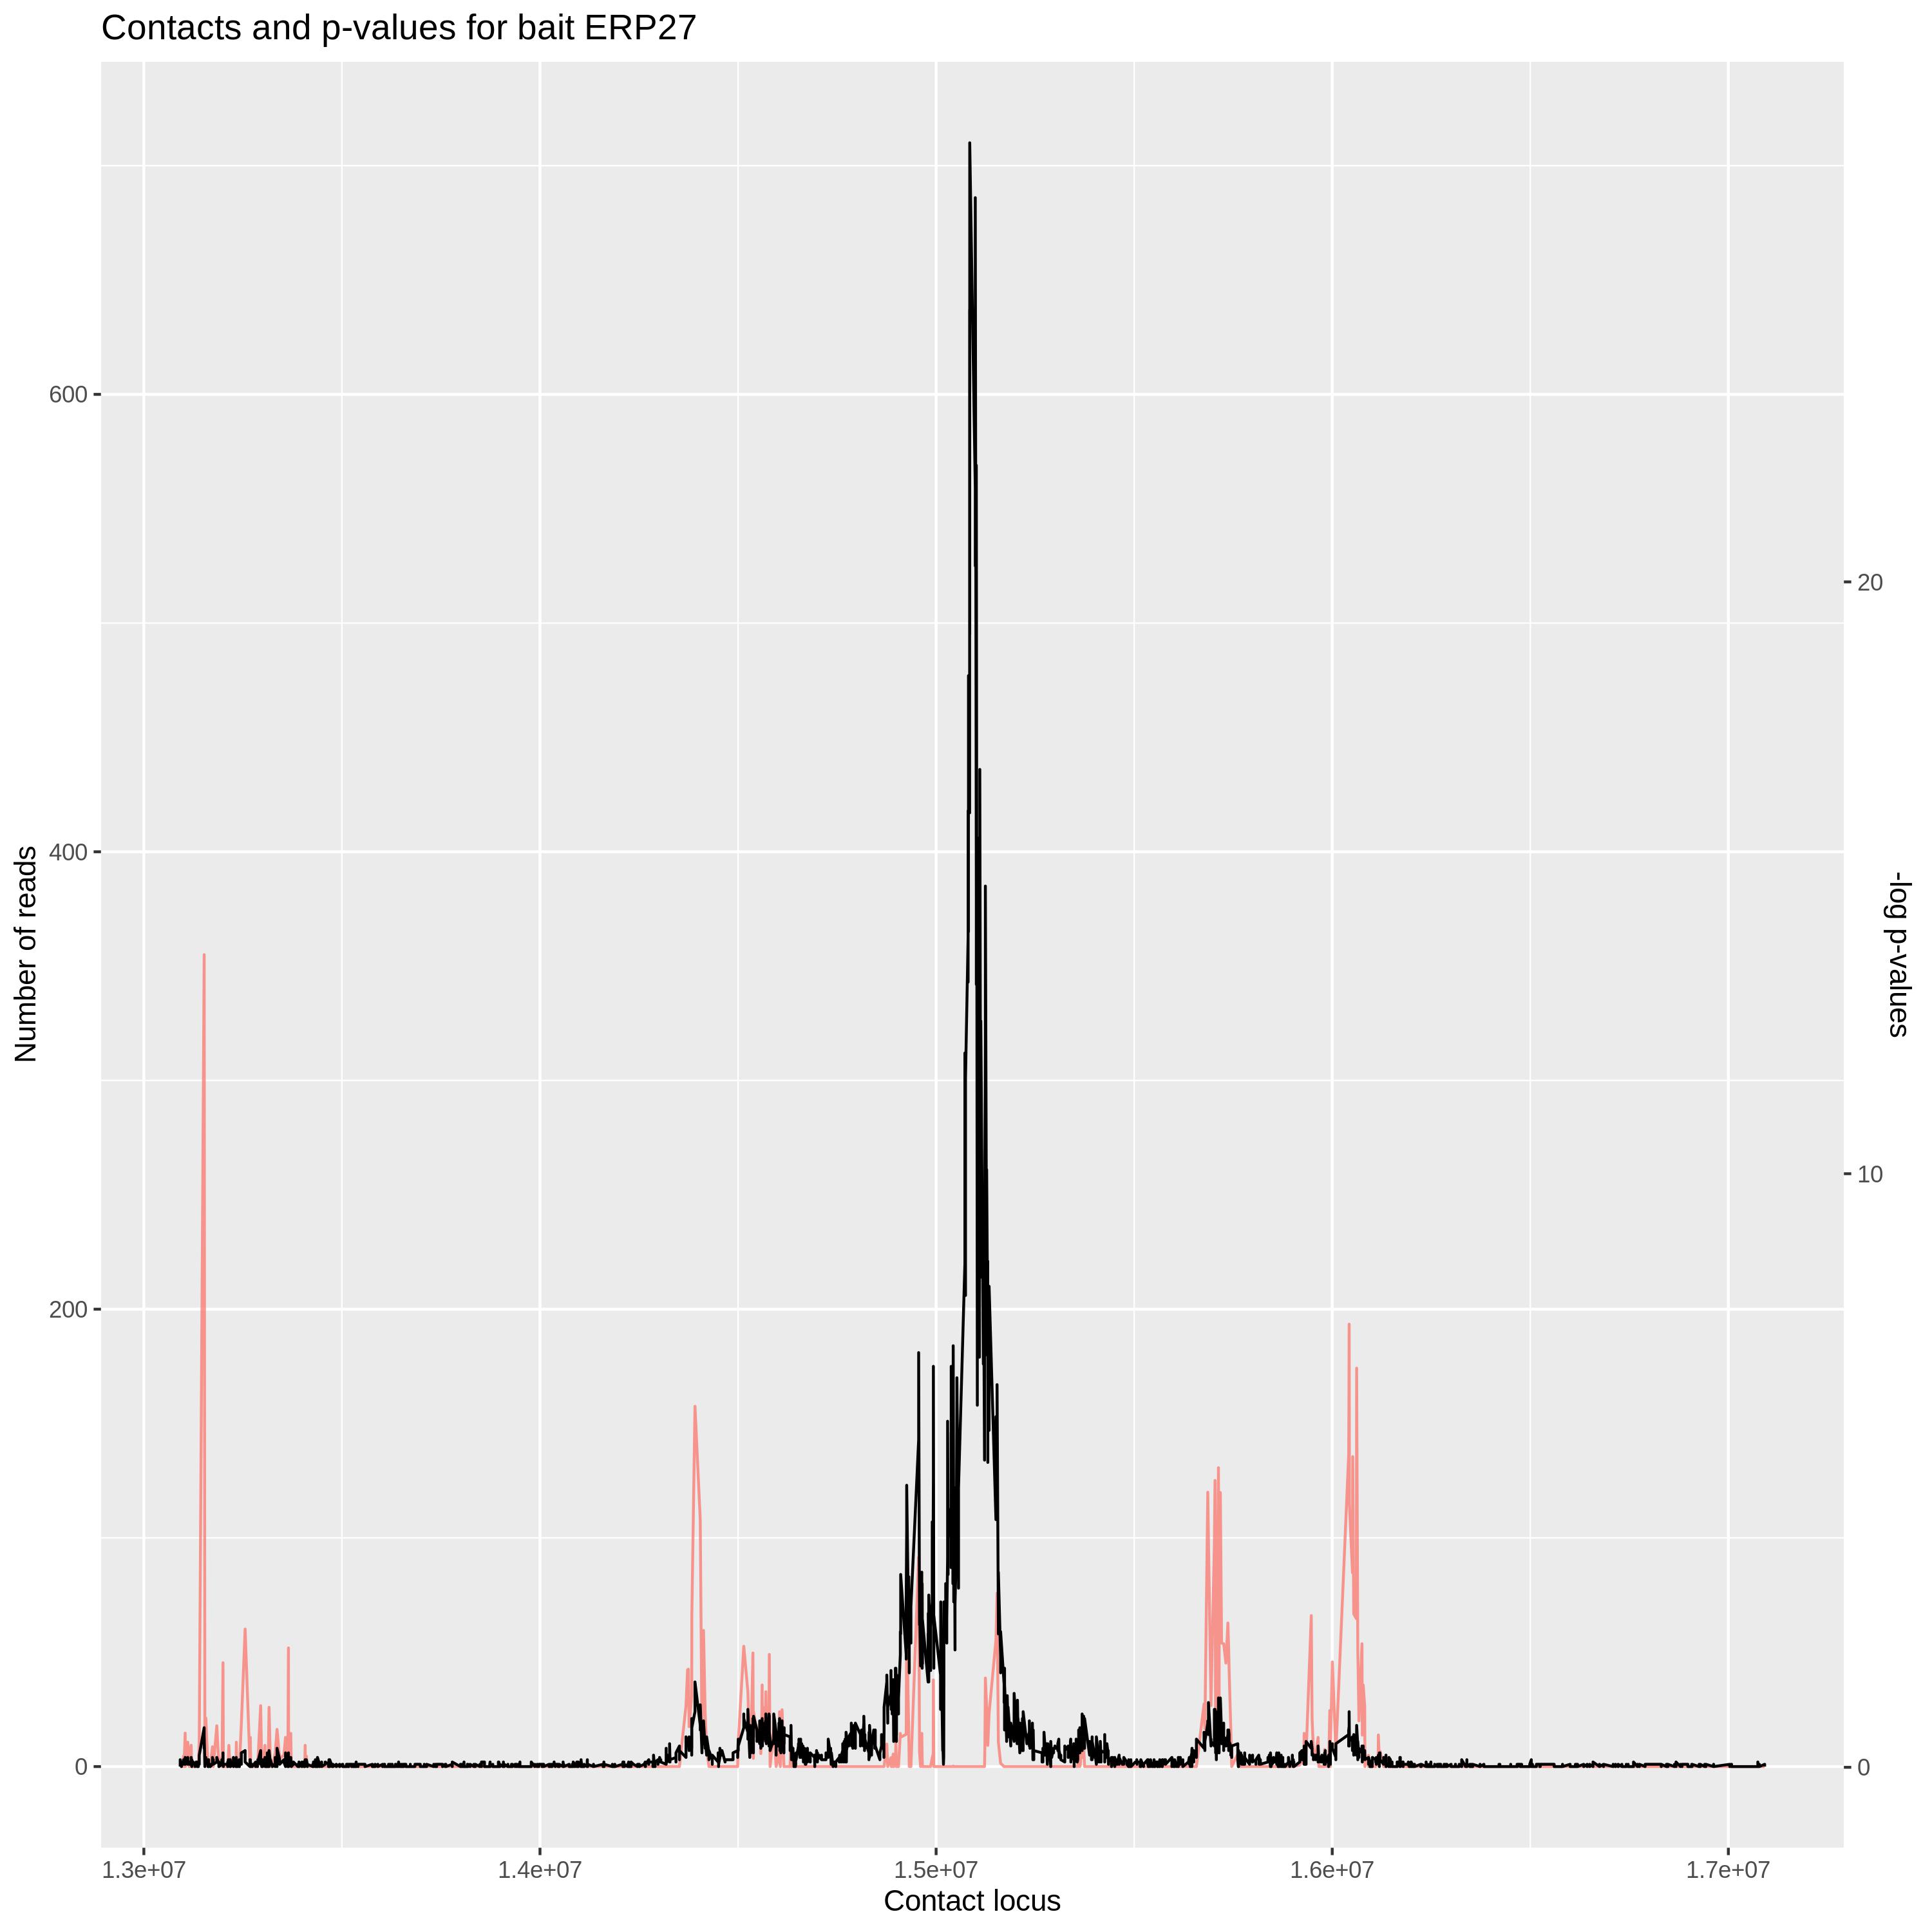 Contacts and p-values for bait ERP27
600
400
200
0
Number of reads
20
10
0
-log p-values
1.3e+07
1.4e+07
1.5e+07
1.6e+07
1.7e+07
Contact locus